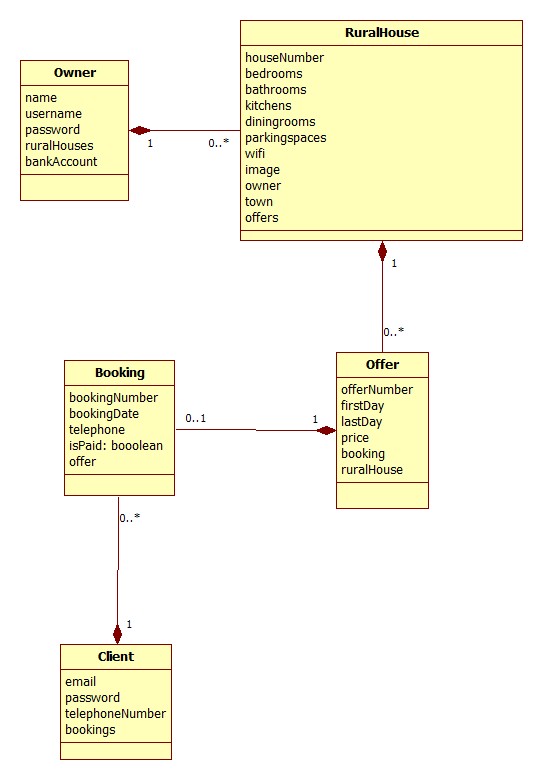 RuralHouse
houseNumber
bedrooms
bathrooms
kitchens
diningrooms
parkingspaces
wifi
image
owner
town
offers
Owner
name
username
password
ruralHouses
bankAccount
1
0..*
1
0..*
Booking
bookingNumber
bookingDate
telephone
isPaid: booolean
offer
0..1
1
Offer
offerNumber
firstDay
lastDay
price
booking
ruralHouse
0..*
1
Client
email
password
telephoneNumber
bookings